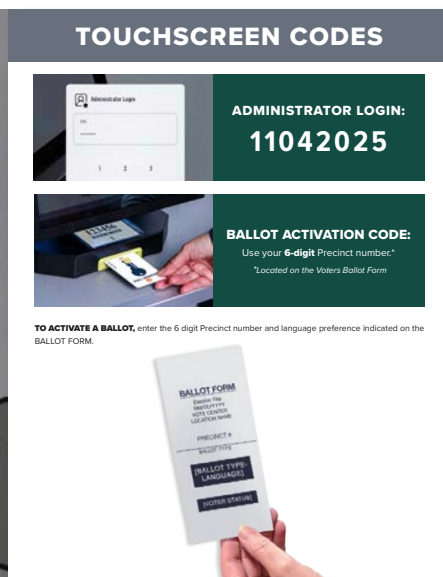 TOUCHSCREEN CODES
Administrator Login
1 2 3
ADMINISTRATOR LOGIN:
11042025
123456
BALLOT ACTIVATION CODE:
Use your 6-digit Precinct number.*
*Located on the Voters Ballot Form
TO ACTIVATE A BALLOT, enter the 6 digit Precinct number and language preference indicated on the
BALLOT FORM.
BALLOT FORM
Election Title
MM/DD/YYYY
VOTE CENTER
LOCATION NAME
PRECINCT #
BALLOT TYPE
[BALLOT TYPE-
LANGUAGE]
[VOTER STATUS]